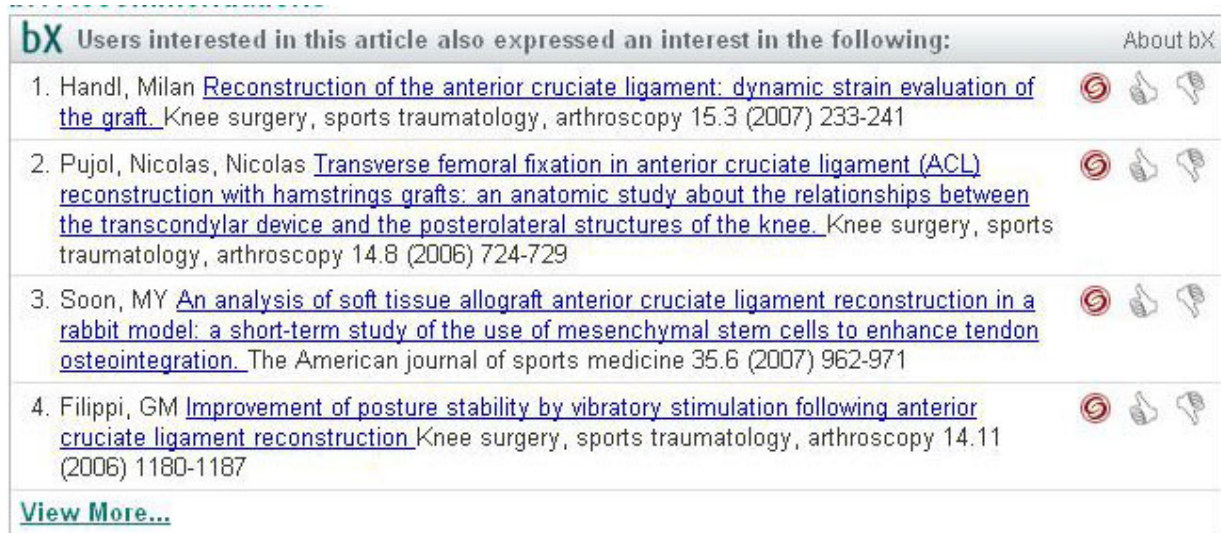 bX Users interested in this article also expressed an interest in the following: About bX
1. Handl, Milan Reconstruction of the anterior cruciate ligament: dynamic strain evaluation of
the graft. Knee surgery, sports traumatology, arthroscopy 15.3 (2007) 233-241
2. Pujol, Nicolas, Nicolas Transverse femoral fixation in anterior cruciate ligament (ACL)
reconstruction with hamstrings grafts: an anatomic study about the relationships between
the transcondylar device and the posterolateral structures of the knee. Knee surgery, sports
traumatology, arthroscopy 14.8 (2006) 724-729
3. Soon, MY An analysis of soft tissue allograft anterior cruciate ligament reconstruction in a
rabbit model: a short-term study of the use of mesenchymal stem cells to enhance tendon
osteointegration. The American journal of sports medicine 35.6 (2007) 962-971
4. Filippi, GM Improvement of posture stability by vibratory stimulation following anterior
cruciate ligament reconstruction Knee surgery, sports traumatology, arthroscopy 14.11
(2006) 1180-1187
View More...